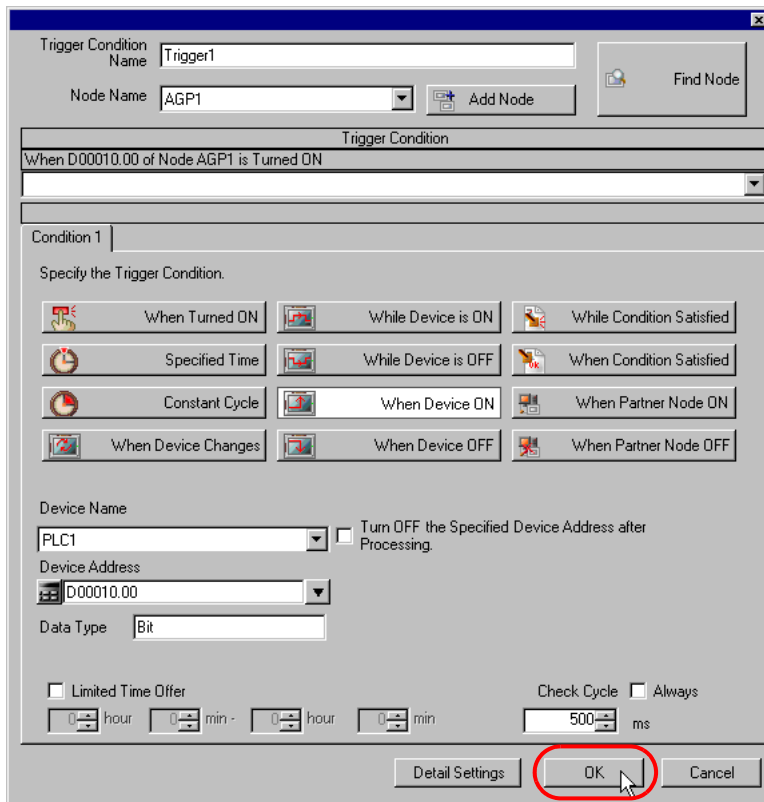 Trigger Condition
Name
Trigger1
Find Node
Node Name
AGP1
Add Node
Trigger Condition
When D00010.00 of Node AGP1 is Turned ON
Condition 1
Specify the Trigger Condition.
When Turned ON
While Device is ON
While Condition Satisfied
Specified Time
While Device is OFF
When Condition Satisfied
Constant Cycle
When Device ON
When Partner Node ON
When Device Changes
When Device OFF
When Partner Node OFF
Device Name
PLC1
Turn OFF the Specified Device Address after
Processing.
Device Address
D00010.00
Data Type
Bit
Limited Time Offer
Check Cycle
Always
0 hour 0 min - 0 hour 0 min
500 ms
Detail Settings
OK
Cancel